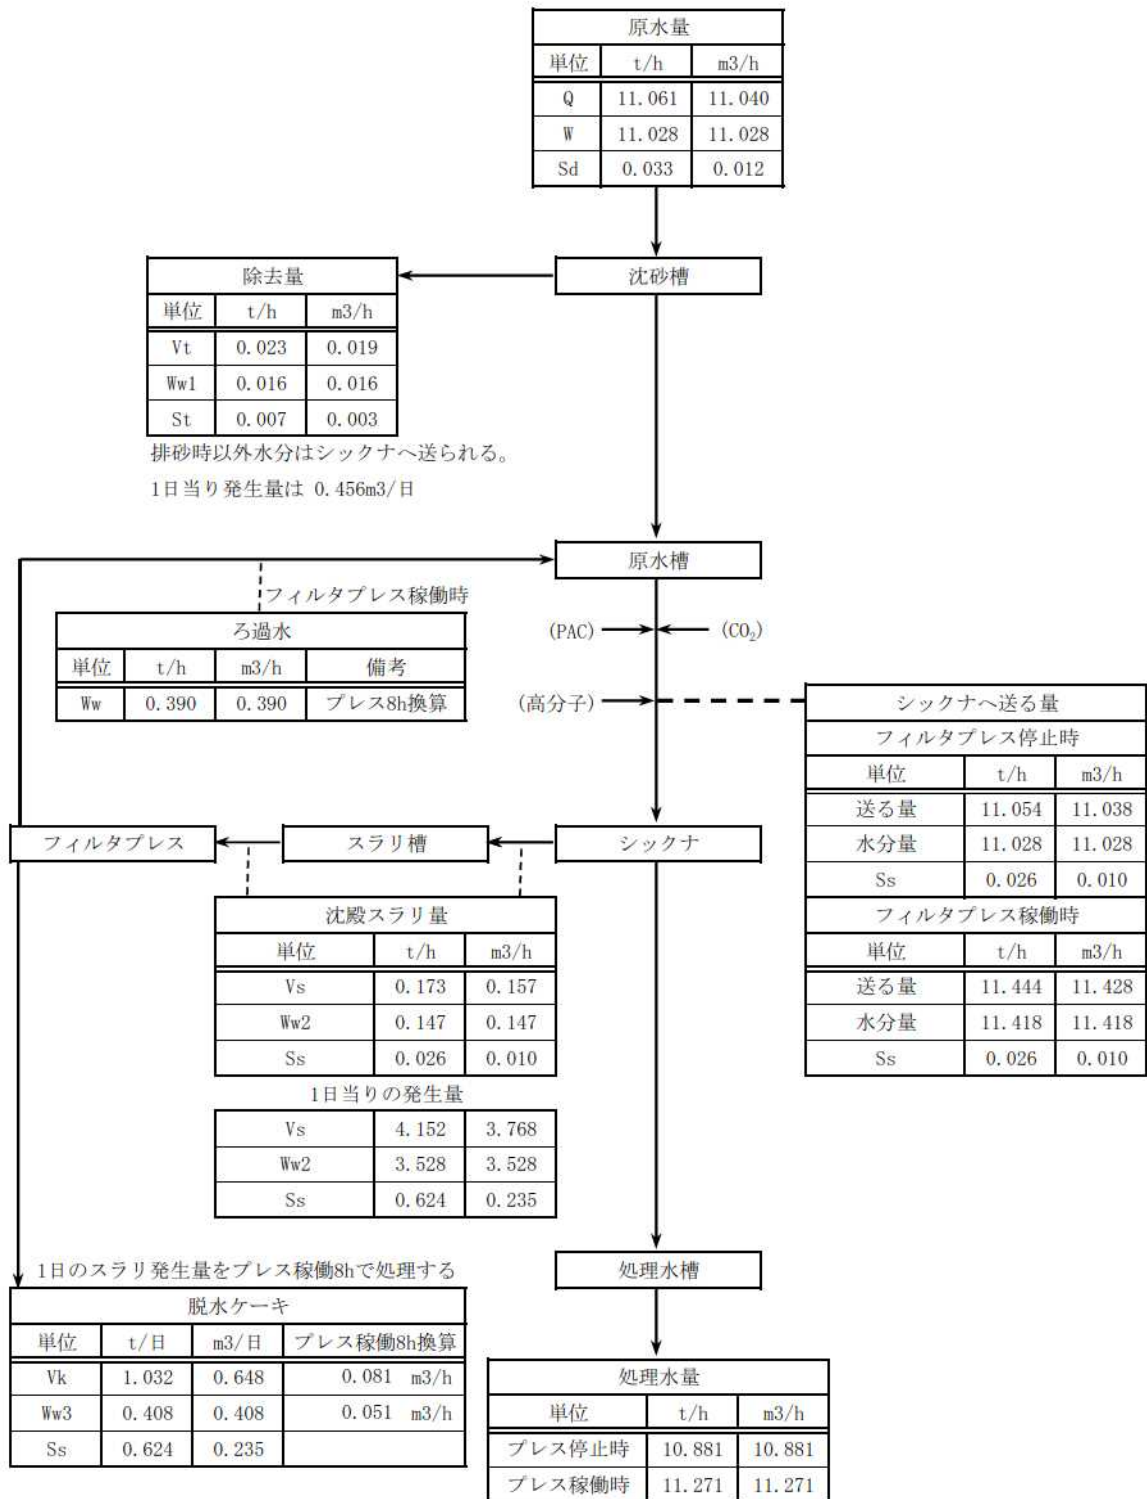 原水量
単位 t/h m3/h
Q 11.061 11.040
W 11.028 11.028
Sd 0.033 0.012
沈砂槽
除去量
単位 t/h m3/h
Vt 0.023 0.019
Ww1 0.016 0.016
St 0.007 0.003
排砂時以外水分はシックナへ送られる。
1日当り発生量は 0.456m3/日
原水槽
フィルタプレス稼働時
ろ過水
単位 t/h m3/h 備考
Ww 0.390 0.390 プレス8h換算
(PAC) (CO₂)
(高分子)
シックナへ送る量
フィルタプレス停止時
単位 t/h m3/h
送る量 11.054 11.038
水分量 11.028 11.028
Ss 0.026 0.010
フィルタプレス稼働時
単位 t/h m3/h
送る量 11.444 11.428
水分量 11.418 11.418
Ss 0.026 0.010
フィルタプレス スラリ槽 シックナ
沈殿スラリ量
単位 t/h m3/h
Vs 0.173 0.157
Ww2 0.147 0.147
Ss 0.026 0.010
1日当りの発生量
Vs 4.152 3.768
Ww2 3.528 3.528
Ss 0.624 0.235
1日のスラリ発生量をプレス稼働8hで処理する
脱水ケーキ
単位 t/日 m3/日 プレス稼働8h換算
Vk 1.032 0.648 0.081 m3/h
Ww3 0.408 0.408 0.051 m3/h
Ss 0.624 0.235
処理水槽
処理水量
単位 t/h m3/h
プレス停止時 10.881 10.881
プレス稼働時 11.271 11.271